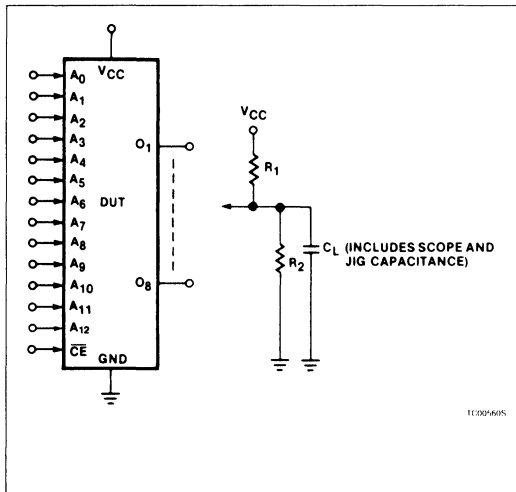 VCC
A0
A1
A2
A3
A4
A5
A6
A7
A8
A9
A10
A11
A12
CE
DUT
O1
O8
GND
VCC
R1
R2
CL (INCLUDES SCOPE AND
JIG CAPACITANCE)
TC00560S